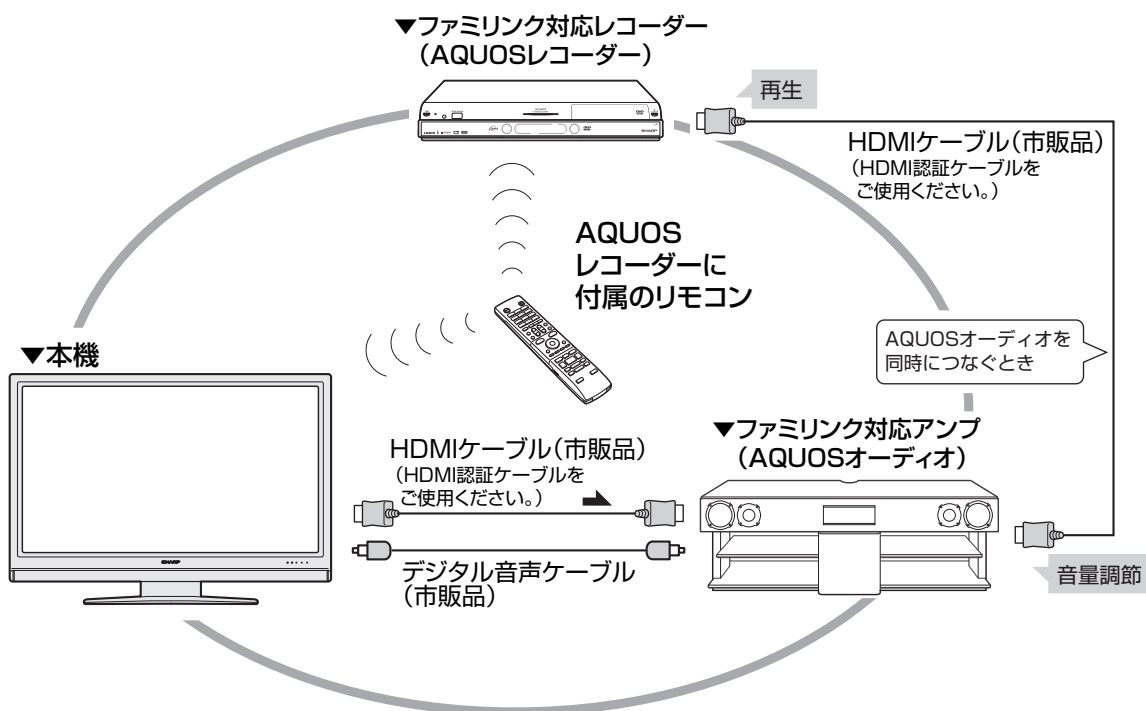 ▼ファミリンク対応レコーダー
(AQUOSレコーダー)
再生
HDMIケーブル(市販品)
(HDMI認証ケーブルを
ご使用ください。)
AQUOS
レコーダーに
付属のリモコン
AQUOSオーディオを
同時につなぐとき
▼本機
▼ファミリンク対応アンプ
(AQUOSオーディオ)
HDMIケーブル(市販品)
(HDMI認証ケーブルを
ご使用ください。)
デジタル音声ケーブル
(市販品)
音量調節
SHARP
SHARP